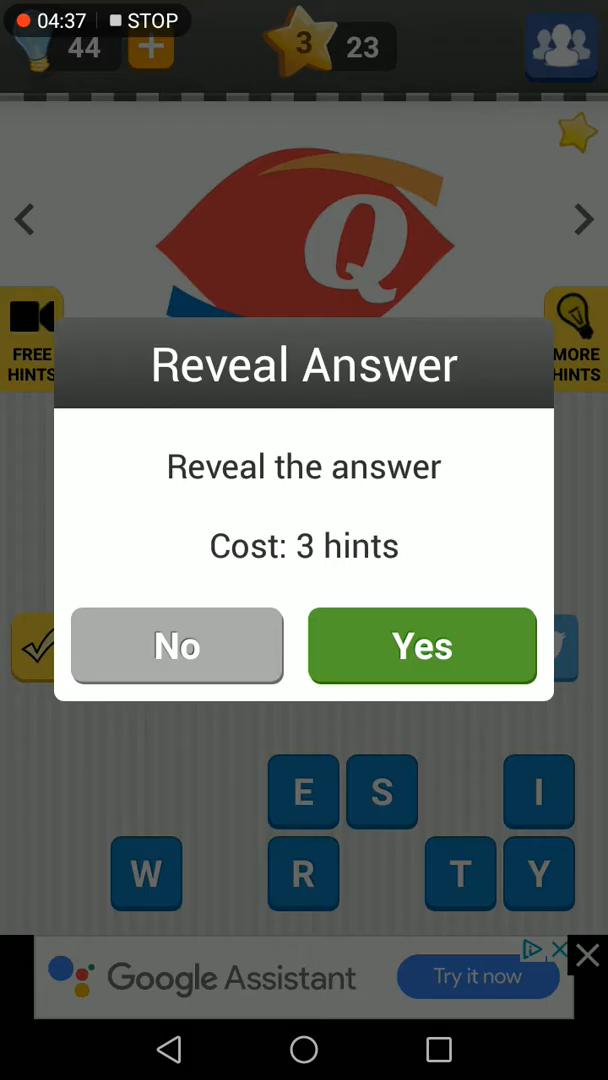 04:37 STOP
44 + 3 23
Q
FREE
HINTS
MORE
HINTS
Reveal Answer
Reveal the answer
Cost: 3 hints
No Yes
E S I
W R T Y
Google Assistant Try it now